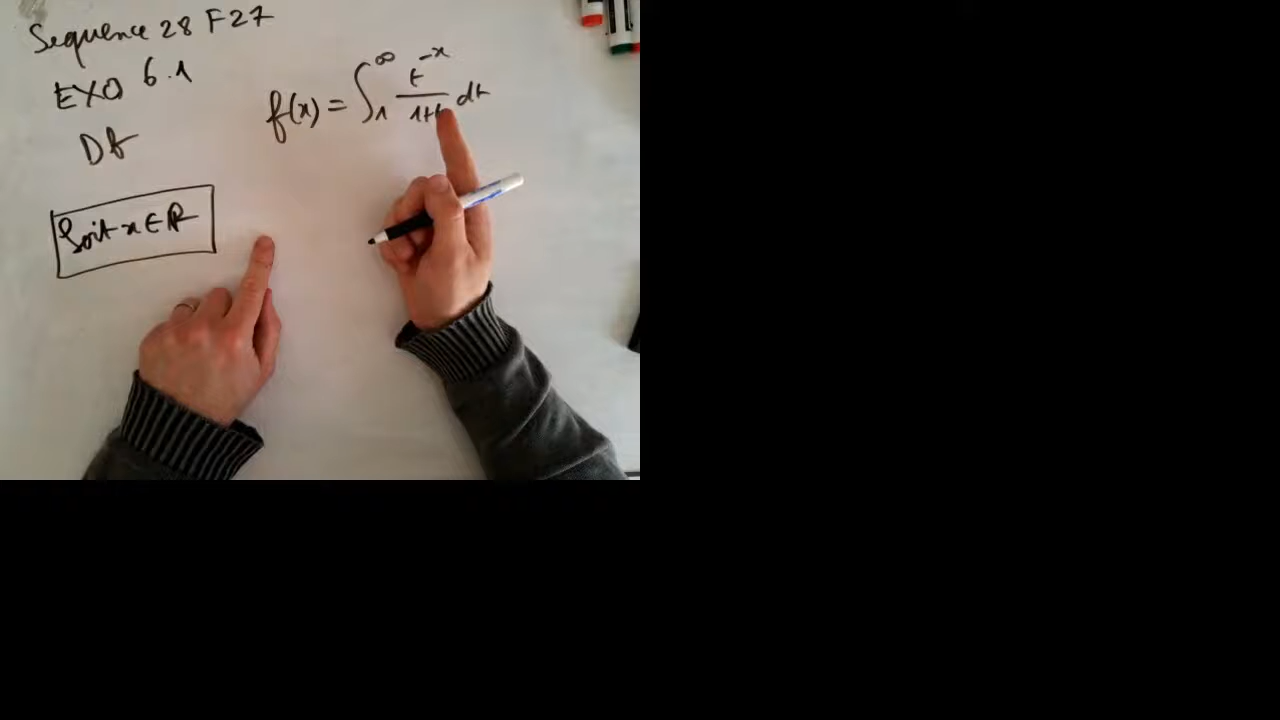 Sequence 28 F27
EXO 6.1
f(x) = ∫₁^∞ t^{-x}/(1+t) dt
Df
Soit x ∈ ℝ